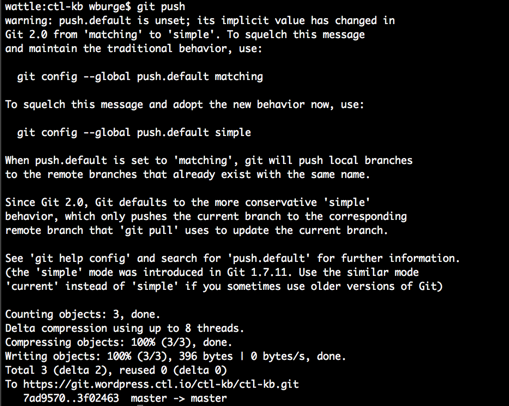 wattle:ctl-kb wburge$ git push
warning: push.default is unset; its implicit value has changed in
Git 2.0 from 'matching' to 'simple'. To squelch this message
and maintain the traditional behavior, use:
git config --global push.default matching
To squelch this message and adopt the new behavior now, use:
git config --global push.default simple
When push.default is set to 'matching', git will push local branches
to the remote branches that already exist with the same name.
Since Git 2.0, Git defaults to the more conservative 'simple'
behavior, which only pushes the current branch to the corresponding
remote branch that 'git pull' uses to update the current branch.
See 'git help config' and search for 'push.default' for further information.
(the 'simple' mode was introduced in Git 1.7.11. Use the similar mode
'current' instead of 'simple' if you sometimes use older versions of Git)
Counting objects: 3, done.
Delta compression using up to 8 threads.
Compressing objects: 100% (3/3), done.
Writing objects: 100% (3/3), 396 bytes | 0 bytes/s, done.
Total 3 (delta 2), reused 0 (delta 0)
To https://git.wordpress.ctl.io/ctl-kb/ctl-kb.git
7ad9570..3f02463  master -> master